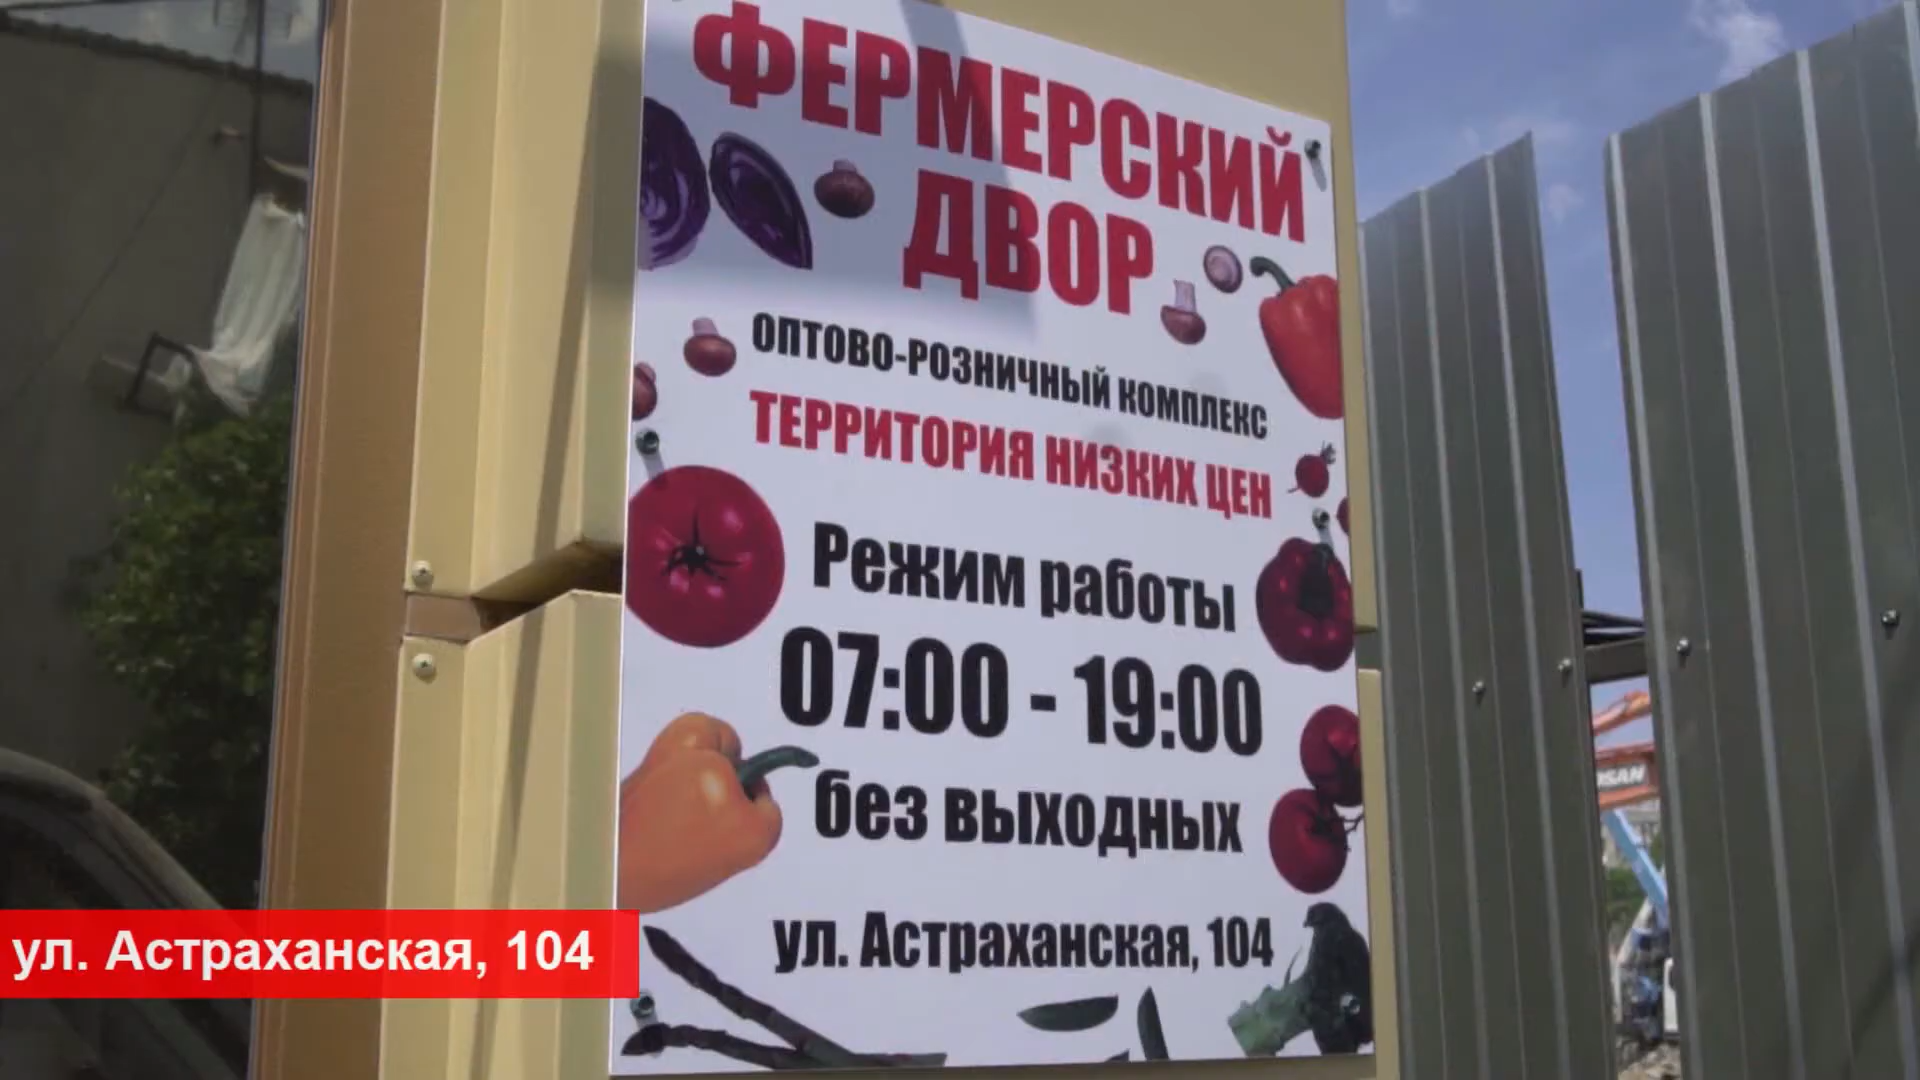 ФЕРМЕРСКИЙ
ДВОР
ОПТОВО-РОЗНИЧНЫЙ КОМПЛЕКС
ТЕРРИТОРИЯ НИЗКИХ ЦЕН
Режим работы
07:00 - 19:00
без выходных
ул. Астраханская, 104
ул. Астраханская, 104